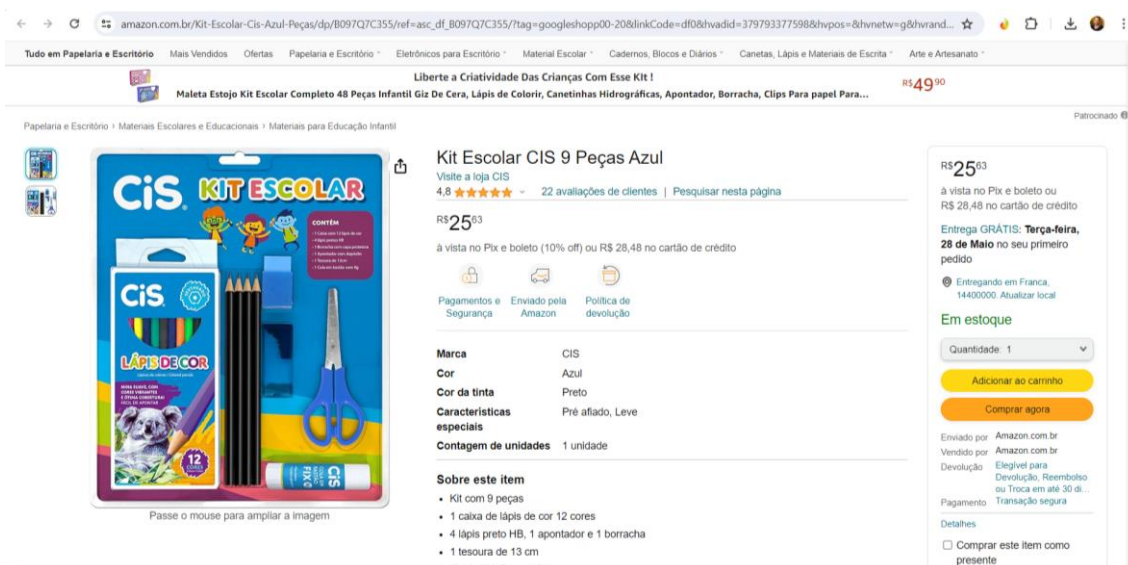 amazon.com.br/Kit-Escolar-Cis-Azul-Peças/dp/B097Q7C355/ref=asc_df_B097Q7C355/?tag=googleshopp00-20&linkCode=df0&hvadid=379793377598&hvpos=&hvnetw=g&hvrand...
Tudo em Papelaria e Escritório Mais Vendidos Ofertas Papelaria e Escritório Eletrônicos para Escritório Material Escolar Cadernos, Blocos e Diários Canetas, Lápis e Materiais de Escrita Arte e Artesanato
Liberte a Criatividade Das Crianças Com Esse KIt !
Maleta Estojo Kit Escolar Completo 48 Peças Infantil Giz De Cera, Lápis de Colorir, Canetinhas Hidrográficas, Apontador, Borracha, Clips Para papel Para...
R$4990
Patrocinado
Papelaria e Escritório › Materiais Escolares e Educacionais › Materiais para Educação Infantil
CiS KIT ESCOLAR
CONTÉM
CiS
LÁPIS DE COR
12
CORES
CiS
FIX
Passe o mouse para ampliar a imagem
Kit Escolar CIS 9 Peças Azul
Visite a loja CIS
4,8 22 avaliações de clientes | Pesquisar nesta página
R$2563
à vista no Pix e boleto (10% off) ou R$ 28,48 no cartão de crédito
Pagamentos e Segurança
Enviado pela Amazon
Política de devolução
Marca CIS
Cor Azul
Cor da tinta Preto
Características especiais Pré afiado, Leve
Contagem de unidades 1 unidade
Sobre este item
• Kit com 9 peças
• 1 caixa de lápis de cor 12 cores
• 4 lápis preto HB, 1 apontador e 1 borracha
• 1 tesoura de 13 cm
R$2563
à vista no Pix e boleto ou
R$ 28,48 no cartão de crédito
Entrega GRÁTIS: Terça-feira,
28 de Maio no seu primeiro
pedido
Entregando em Franca,
14400000. Atualizar local
Em estoque
Quantidade: 1
Adicionar ao carrinho
Comprar agora
Enviado por Amazon.com.br
Vendido por Amazon.com.br
Devolução Elegível para
Devolução, Reembolso
ou Troca em até 30 di...
Pagamento Transação segura
Detalhes
Comprar este item como
presente